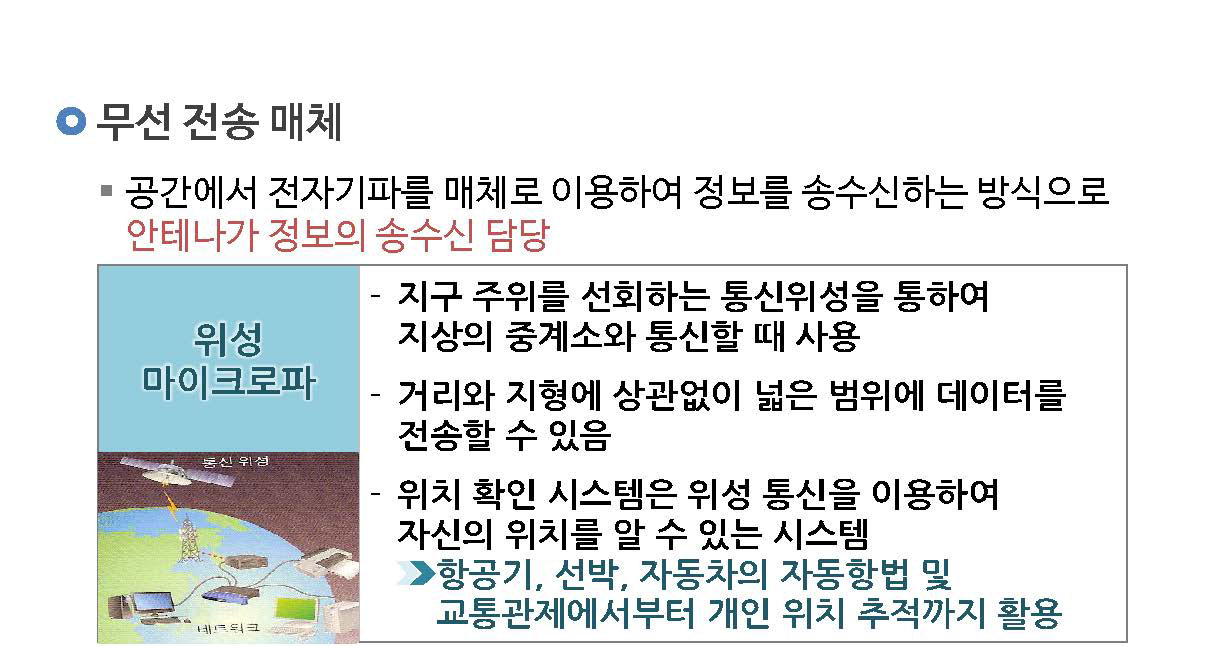 무선 전송 매체
공간에서 전자기파를 매체로 이용하여 정보를 송수신하는 방식으로
안테나가 정보의 송수신 담당
위성
마이크로파
통신 위성
네트워크
- 지구 주위를 선회하는 통신위성을 통하여
지상의 중계소와 통신할 때 사용
- 거리와 지형에 상관없이 넓은 범위에 데이터를
전송할 수 있음
- 위치 확인 시스템은 위성 통신을 이용하여
자신의 위치를 알 수 있는 시스템
항공기, 선박, 자동차의 자동항법 및
교통관제에서부터 개인 위치 추적까지 활용